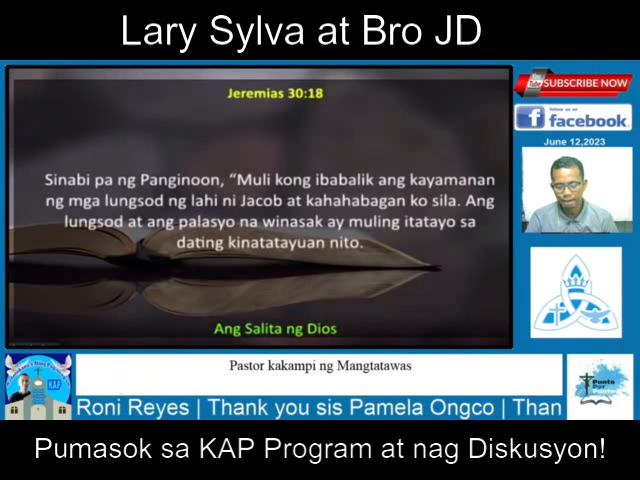 Lary Sylva at Bro JD
Jeremias 30:18
Sinabi pa ng Panginoon, “Muli kong ibabalik ang kayamanan
ng mga lungsod ng lahi ni Jacob at kahahabagan ko sila. Ang
lungsod at ang palasyo na winasak ay muling itatayo sa
dating kinatatayuan nito.
Ang Salita ng Dios
SUBSCRIBE NOW
facebook
June 12,2023
Pastor kakampi ng Mangtatawas
KAP
Punto
Por
Punto
Roni Reyes | Thank you sis Pamela Ongco | Than
Pumasok sa KAP Program at nag Diskusyon!